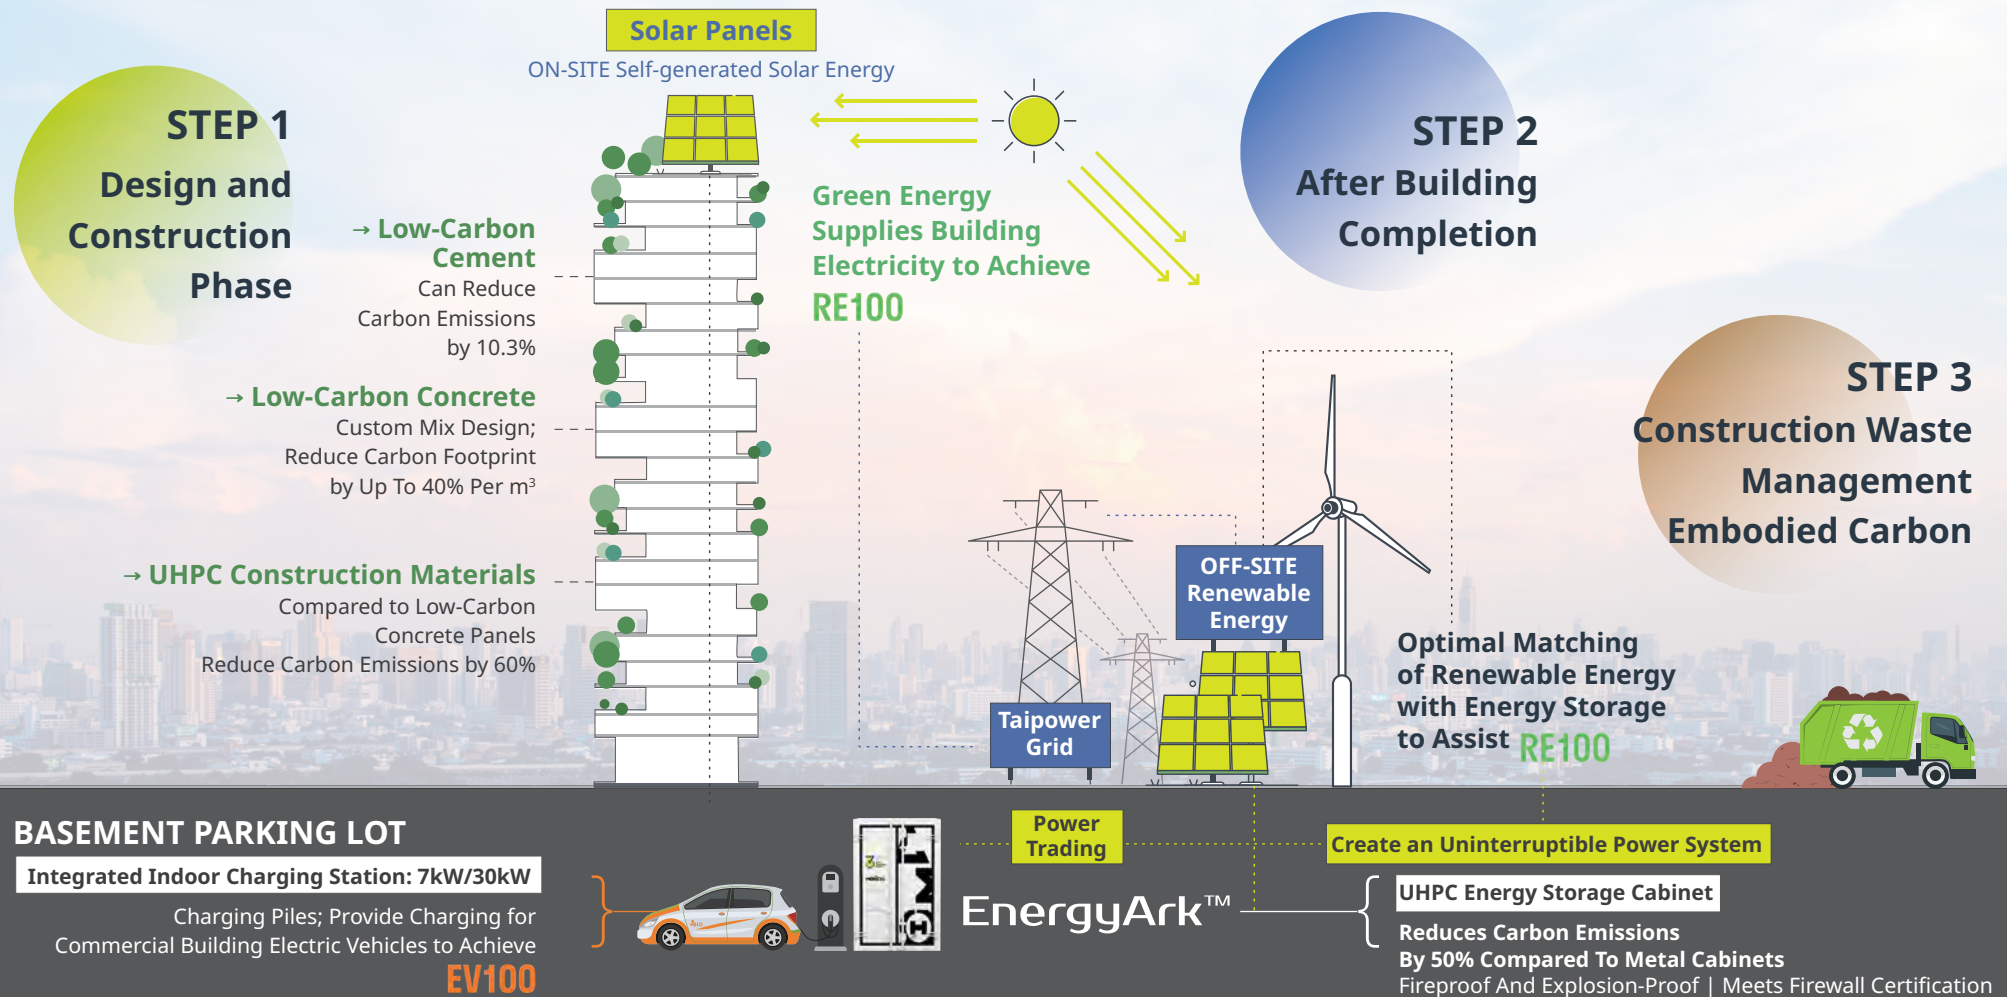 Solar Panels
ON-SITE Self-generated Solar Energy
STEP 1
Design and
Construction
Phase
→ Low-Carbon
Cement
Can Reduce
Carbon Emissions
by 10.3%
→ Low-Carbon Concrete
Custom Mix Design;
Reduce Carbon Footprint
by Up To 40% Per m³
→ UHPC Construction Materials
Compared to Low-Carbon
Concrete Panels
Reduce Carbon Emissions by 60%
Green Energy
Supplies Building
Electricity to Achieve
RE100
STEP 2
After Building
Completion
OFF-SITE
Renewable
Energy
Taipower
Grid
Optimal Matching
of Renewable Energy
with Energy Storage
to Assist RE100
STEP 3
Construction Waste
Management
Embodied Carbon
BASEMENT PARKING LOT
Integrated Indoor Charging Station: 7kW/30kW
Charging Piles; Provide Charging for
Commercial Building Electric Vehicles to Achieve
EV100
Power
Trading
EnergyArk™
Create an Uninterruptible Power System
UHPC Energy Storage Cabinet
Reduces Carbon Emissions
By 50% Compared To Metal Cabinets
Fireproof And Explosion-Proof | Meets Firewall Certification